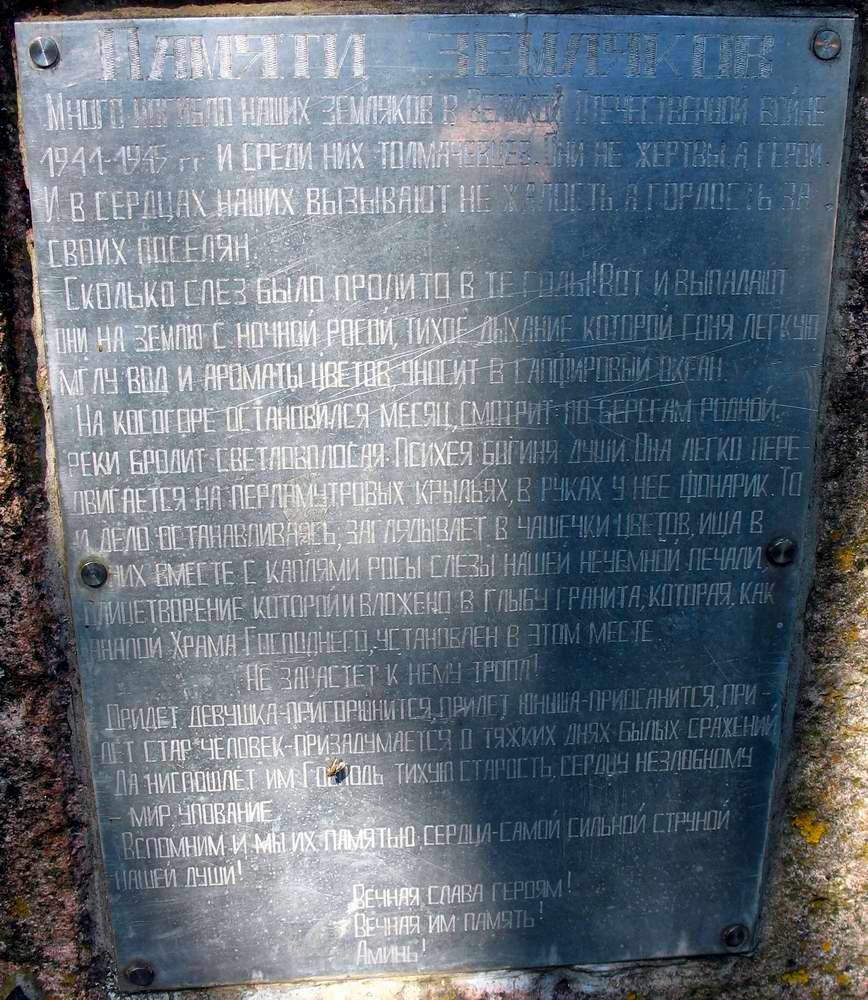 Памяти земляков
Много погибло наших земляков в Великой Отечественной войне
1941-1945 гг и среди них толмачевцев. Они не жертвы, а герои.
И в сердцах наших вызывают не жалость, а гордость за
своих поселян.
Сколько слез было пролито в те годы! Вот и выпадают
они на землю с ночной росой, тихое дыхание которой гоня легкую
мглу вод и ароматы цветов, уносит в сапфировый океан.
На косогоре остановился месяц, смотрит: по берегам родной
реки бродит светловолосая Психея богиня души. Она легко пере-
двигается на перламутровых крыльях, в руках у нее фонарик. То
и дело останавливаясь, заглядывает в чашечки цветов, ища в
них вместе с каплями росы слезы нашей неуемной печали,
олицетворение которой и вложено в глыбу гранита, которая, как
аналой Храма Господнего, установлен в этом месте
Не зарастет к нему тропа!
Придет девушка-пригорюнится, придет юноша-приосанится, при-
дет стар человек-призадумается о тяжких днях былых сражений
Да ниспошлет им Господь тихую старость, сердцу незлобному
- мир, упование.
Вспомним и мы их памятью сердца-самой сильной струной
нашей души!
Вечная слава героям!
Вечная им память!
Аминь!